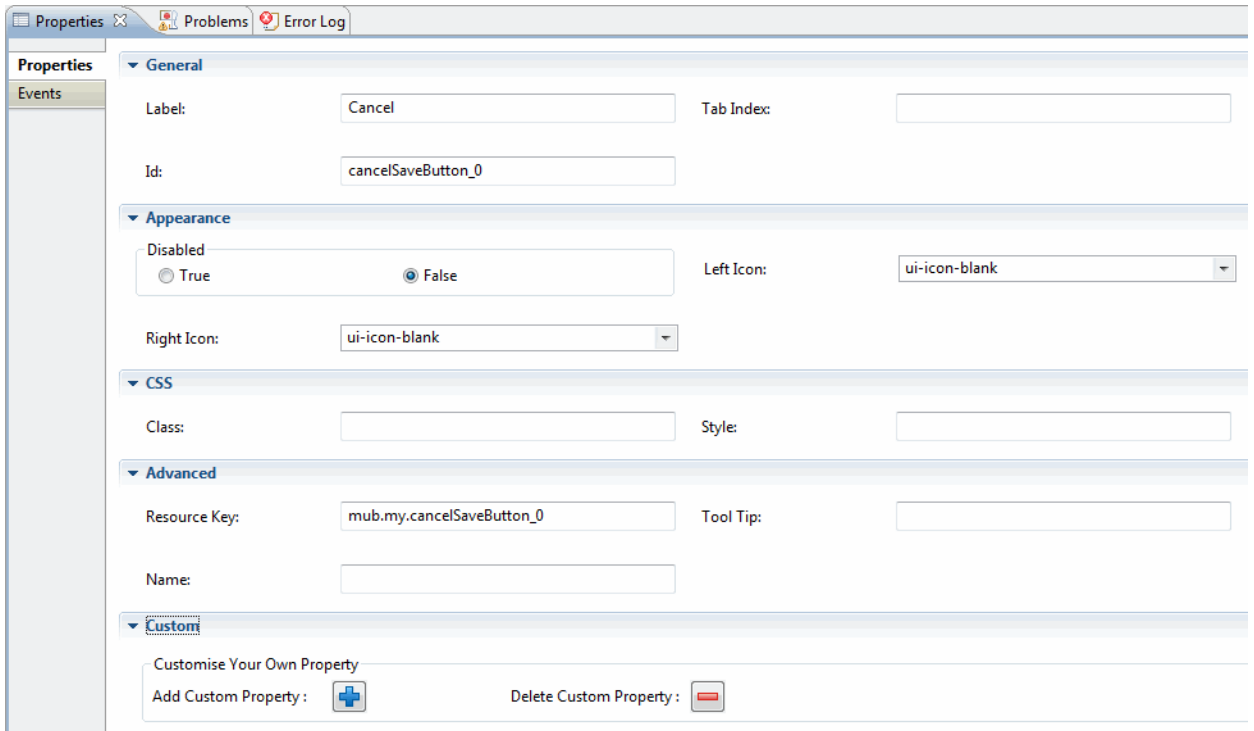 Properties Problems Error Log
Properties
Events
General
Label: Cancel Tab Index:
Id: cancelSaveButton_0
Appearance
Disabled
True False Left Icon: ui-icon-blank
Right Icon: ui-icon-blank
CSS
Class: Style:
Advanced
Resource Key: mub.my.cancelSaveButton_0 Tool Tip:
Name:
Custom
Customise Your Own Property
Add Custom Property : Delete Custom Property :